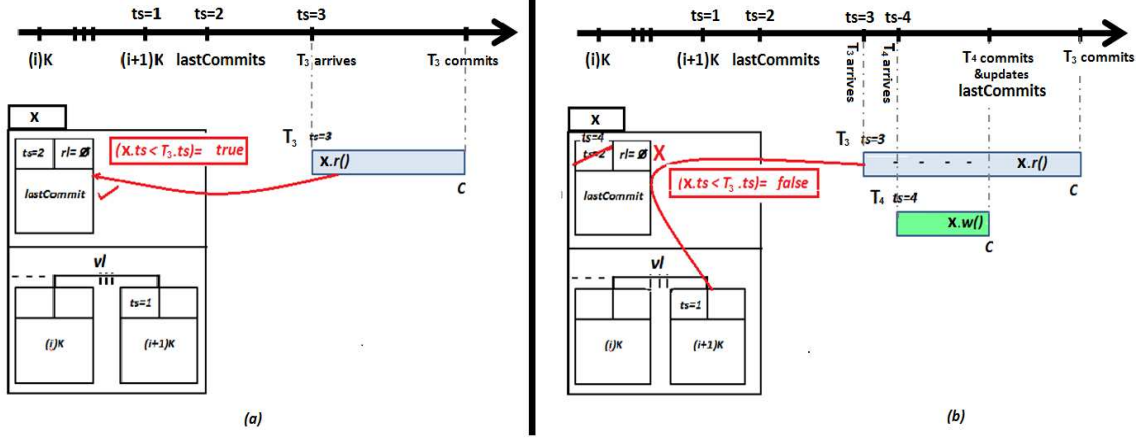 ts=1 ts=2 ts=3
(i)K (i+1)K lastCommits T3 arrives T3 commits
X
ts=2 rl= Ø
(X.ts < T3.ts)= true
lastCommit
T3 ts=3
X.r()
C
vl
ts=1
(i)K (i+1)K
(a)
ts=1 ts=2 ts=3 ts-4
(i)K (i+1)K lastCommits
T3 arrives
T4 arrives
T4 commits
&updates
lastCommits
T3 commits
X
ts=4
ts=2 rl= Ø X
(X.ts < T3.ts)= false
lastCommit
T3 ts=3
X.r()
C
T4 ts=4
X.w()
C
vl
ts=1
(i)K (i+1)K
(b)